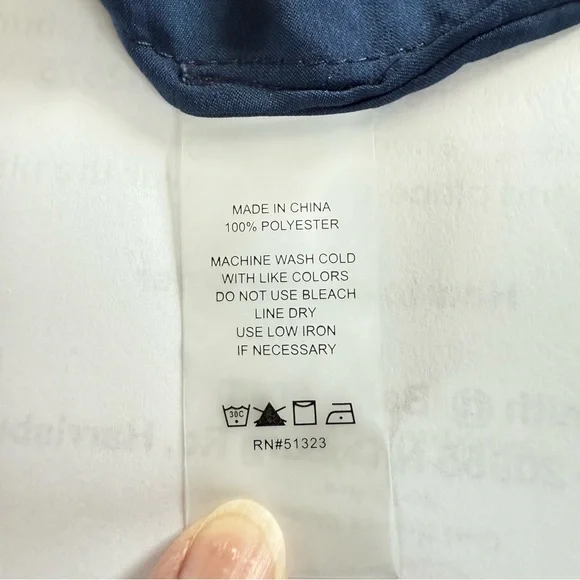 MADE IN CHINA
100% POLYESTER
MACHINE WASH COLD
WITH LIKE COLORS
DO NOT USE BLEACH
LINE DRY
USE LOW IRON
IF NECESSARY
30C
RN#51323